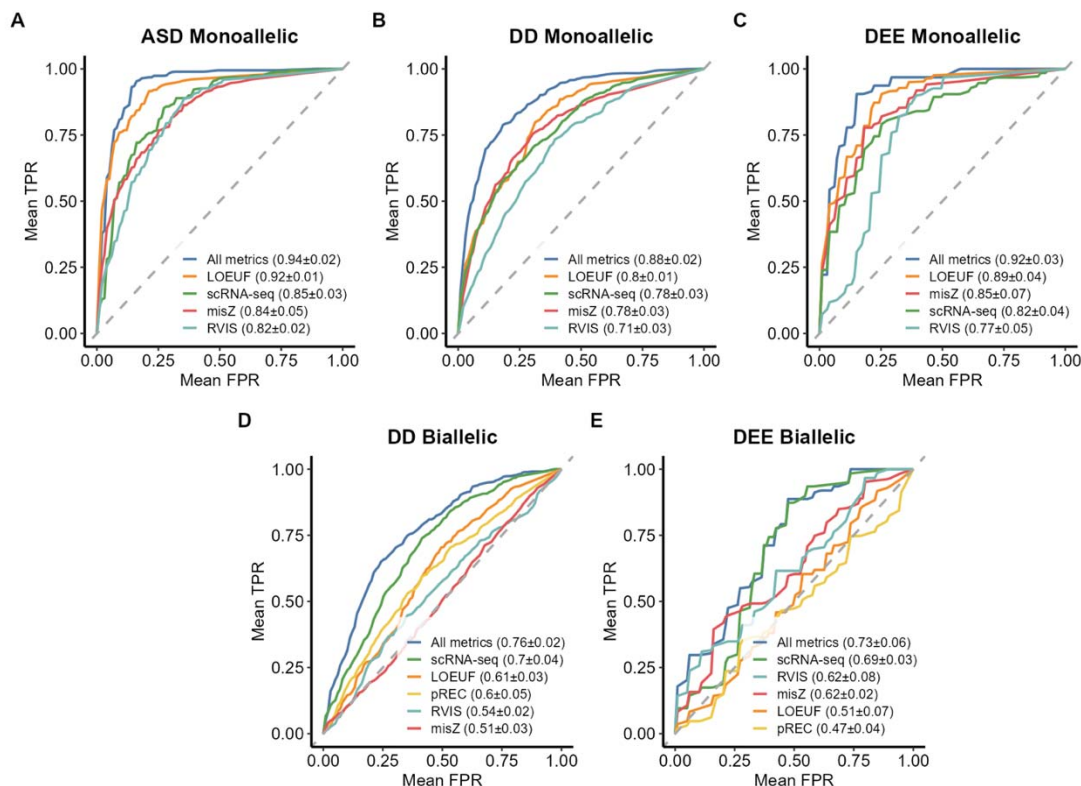 A
ASD Monoallelic
1.00
0.75
0.50
0.25
0.00
Mean TPR
All metrics (0.94±0.02)
LOEUF (0.92±0.01)
scRNA-seq (0.85±0.03)
misZ (0.84±0.05)
RVIS (0.82±0.02)
0.00 0.25 0.50 0.75 1.00
Mean FPR
B
DD Monoallelic
1.00
0.75
0.50
0.25
0.00
Mean TPR
All metrics (0.88±0.02)
LOEUF (0.8±0.01)
scRNA-seq (0.78±0.03)
misZ (0.78±0.03)
RVIS (0.71±0.03)
0.00 0.25 0.50 0.75 1.00
Mean FPR
C
DEE Monoallelic
1.00
0.75
0.50
0.25
0.00
Mean TPR
All metrics (0.92±0.03)
LOEUF (0.89±0.04)
misZ (0.85±0.07)
scRNA-seq (0.82±0.04)
RVIS (0.77±0.05)
0.00 0.25 0.50 0.75 1.00
Mean FPR
D
DD Biallelic
1.00
0.75
0.50
0.25
0.00
Mean TPR
All metrics (0.76±0.02)
scRNA-seq (0.7±0.04)
LOEUF (0.61±0.03)
pREC (0.6±0.05)
RVIS (0.54±0.02)
misZ (0.51±0.03)
0.00 0.25 0.50 0.75 1.00
Mean FPR
E
DEE Biallelic
1.00
0.75
0.50
0.25
0.00
Mean TPR
All metrics (0.73±0.06)
scRNA-seq (0.69±0.03)
RVIS (0.62±0.08)
misZ (0.62±0.02)
LOEUF (0.51±0.07)
pREC (0.47±0.04)
0.00 0.25 0.50 0.75 1.00
Mean FPR